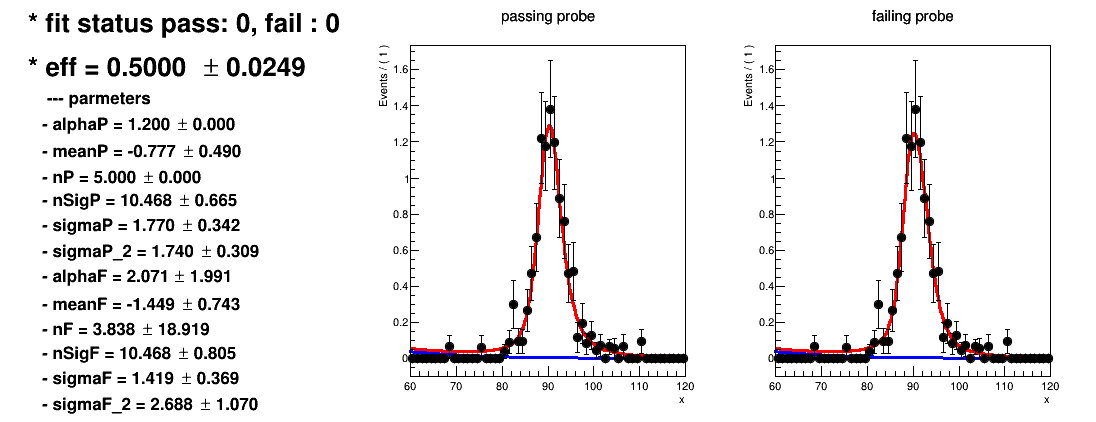 * fit status pass: 0, fail : 0
* eff = 0.5000 ± 0.0249
--- parmeters
- alphaP = 1.200 ± 0.000
- meanP = -0.777 ± 0.490
- nP = 5.000 ± 0.000
- nSigP = 10.468 ± 0.665
- sigmaP = 1.770 ± 0.342
- sigmaP_2 = 1.740 ± 0.309
- alphaF = 2.071 ± 1.991
- meanF = -1.449 ± 0.743
- nF = 3.838 ± 18.919
- nSigF = 10.468 ± 0.805
- sigmaF = 1.419 ± 0.369
- sigmaF_2 = 2.688 ± 1.070
passing probe
Events / ( 1 )
1.6
1.4
1.2
1
0.8
0.6
0.4
0.2
0
60 70 80 90 100 110 120
x
failing probe
Events / ( 1 )
1.6
1.4
1.2
1
0.8
0.6
0.4
0.2
0
60 70 80 90 100 110 120
x